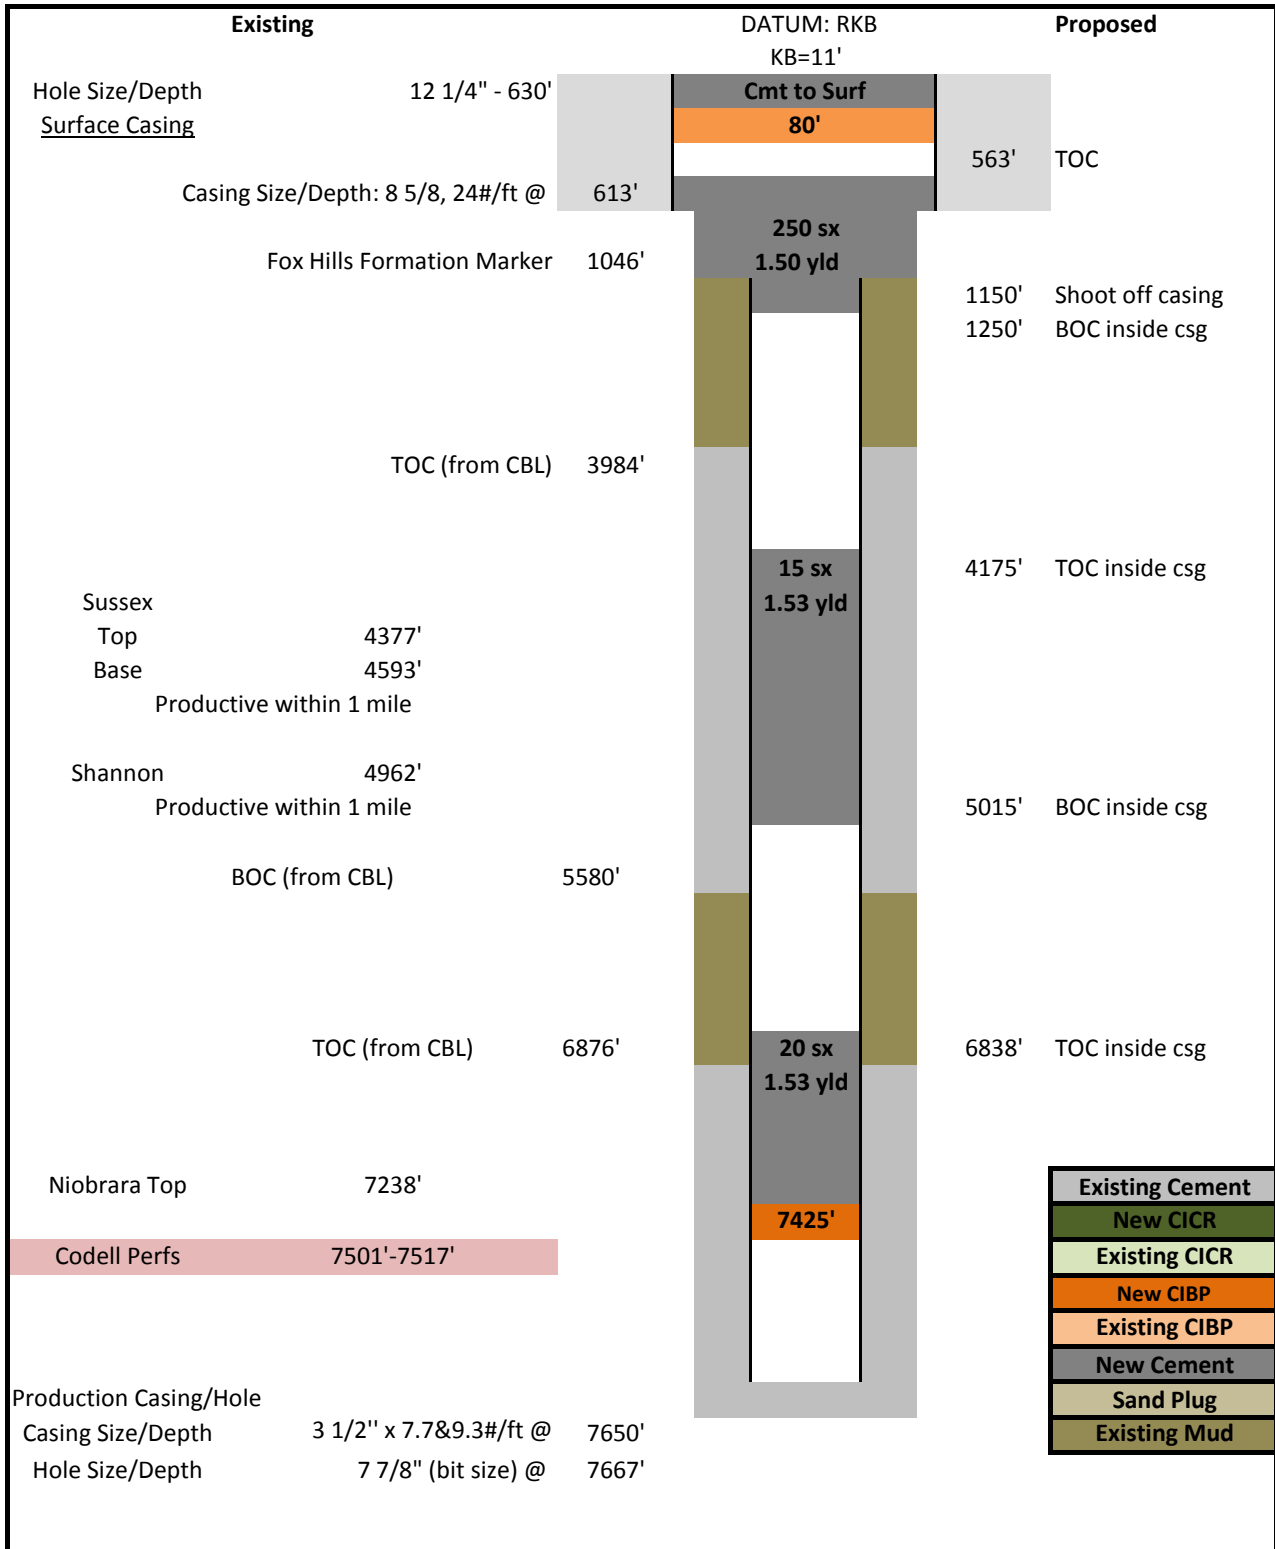 Existing DATUM: RKB Proposed
KB=11'
Hole Size/Depth 12 1/4" - 630' Cmt to Surf
Surface Casing 80'
563' TOC
Casing Size/Depth: 8 5/8, 24#/ft @ 613'
250 sx
Fox Hills Formation Marker 1046' 1.50 yld
1150' Shoot off casing
1250' BOC inside csg
TOC (from CBL) 3984'
15 sx 4175' TOC inside csg
Sussex 1.53 yld
Top 4377'
Base 4593'
Productive within 1 mile
Shannon 4962'
Productive within 1 mile 5015' BOC inside csg
BOC (from CBL) 5580'
TOC (from CBL) 6876' 20 sx 6838' TOC inside csg
1.53 yld
Niobrara Top 7238' Existing Cement
7425' New CICR
Codell Perfs 7501'-7517' Existing CICR
New CIBP
Existing CIBP
New Cement
Production Casing/Hole Sand Plug
Casing Size/Depth 3 1/2'' x 7.7&9.3#/ft @ 7650' Existing Mud
Hole Size/Depth 7 7/8" (bit size) @ 7667'